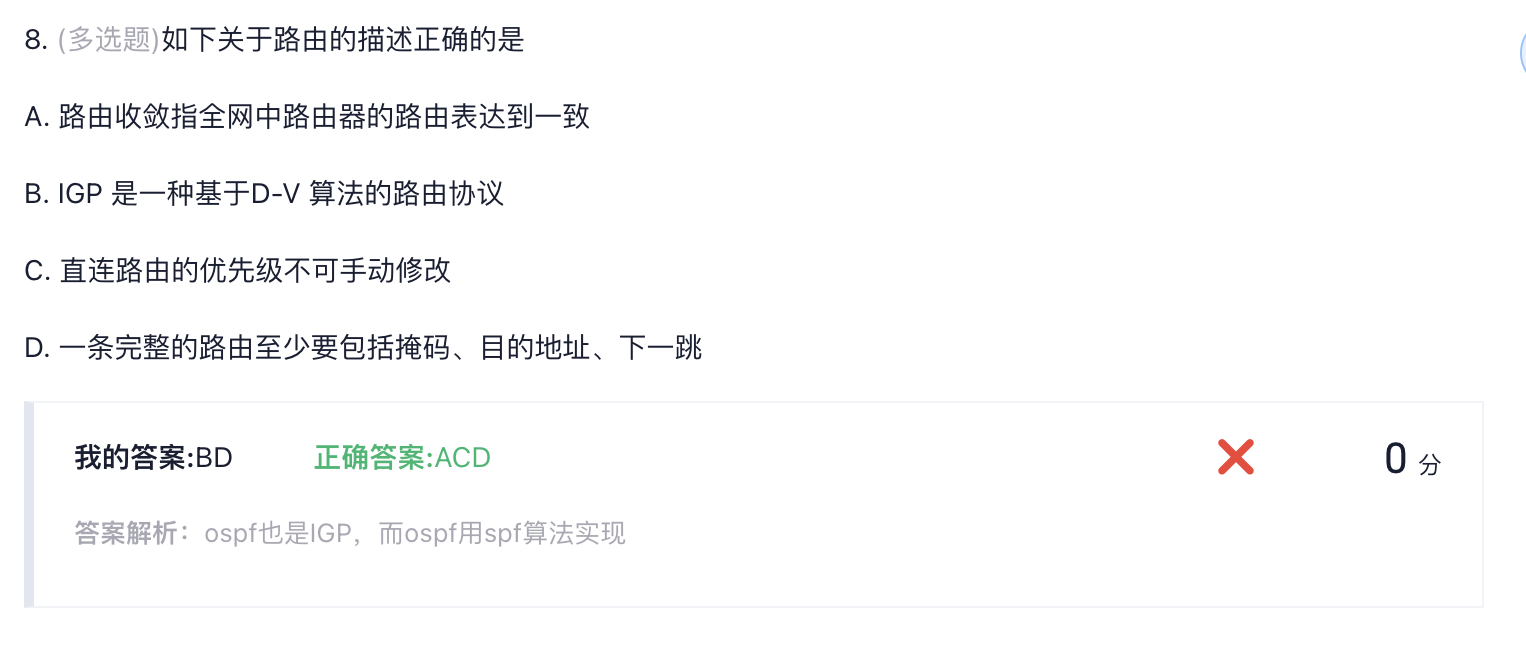 8. (多选题)如下关于路由的描述正确的是
A. 路由收敛指全网中路由器的路由表达到一致
B. IGP 是一种基于D-V 算法的路由协议
C. 直连路由的优先级不可手动修改
D. 一条完整的路由至少要包括掩码、目的地址、下一跳
我的答案:BD 正确答案:ACD ❌ 0 分
答案解析：ospf也是IGP，而ospf用spf算法实现